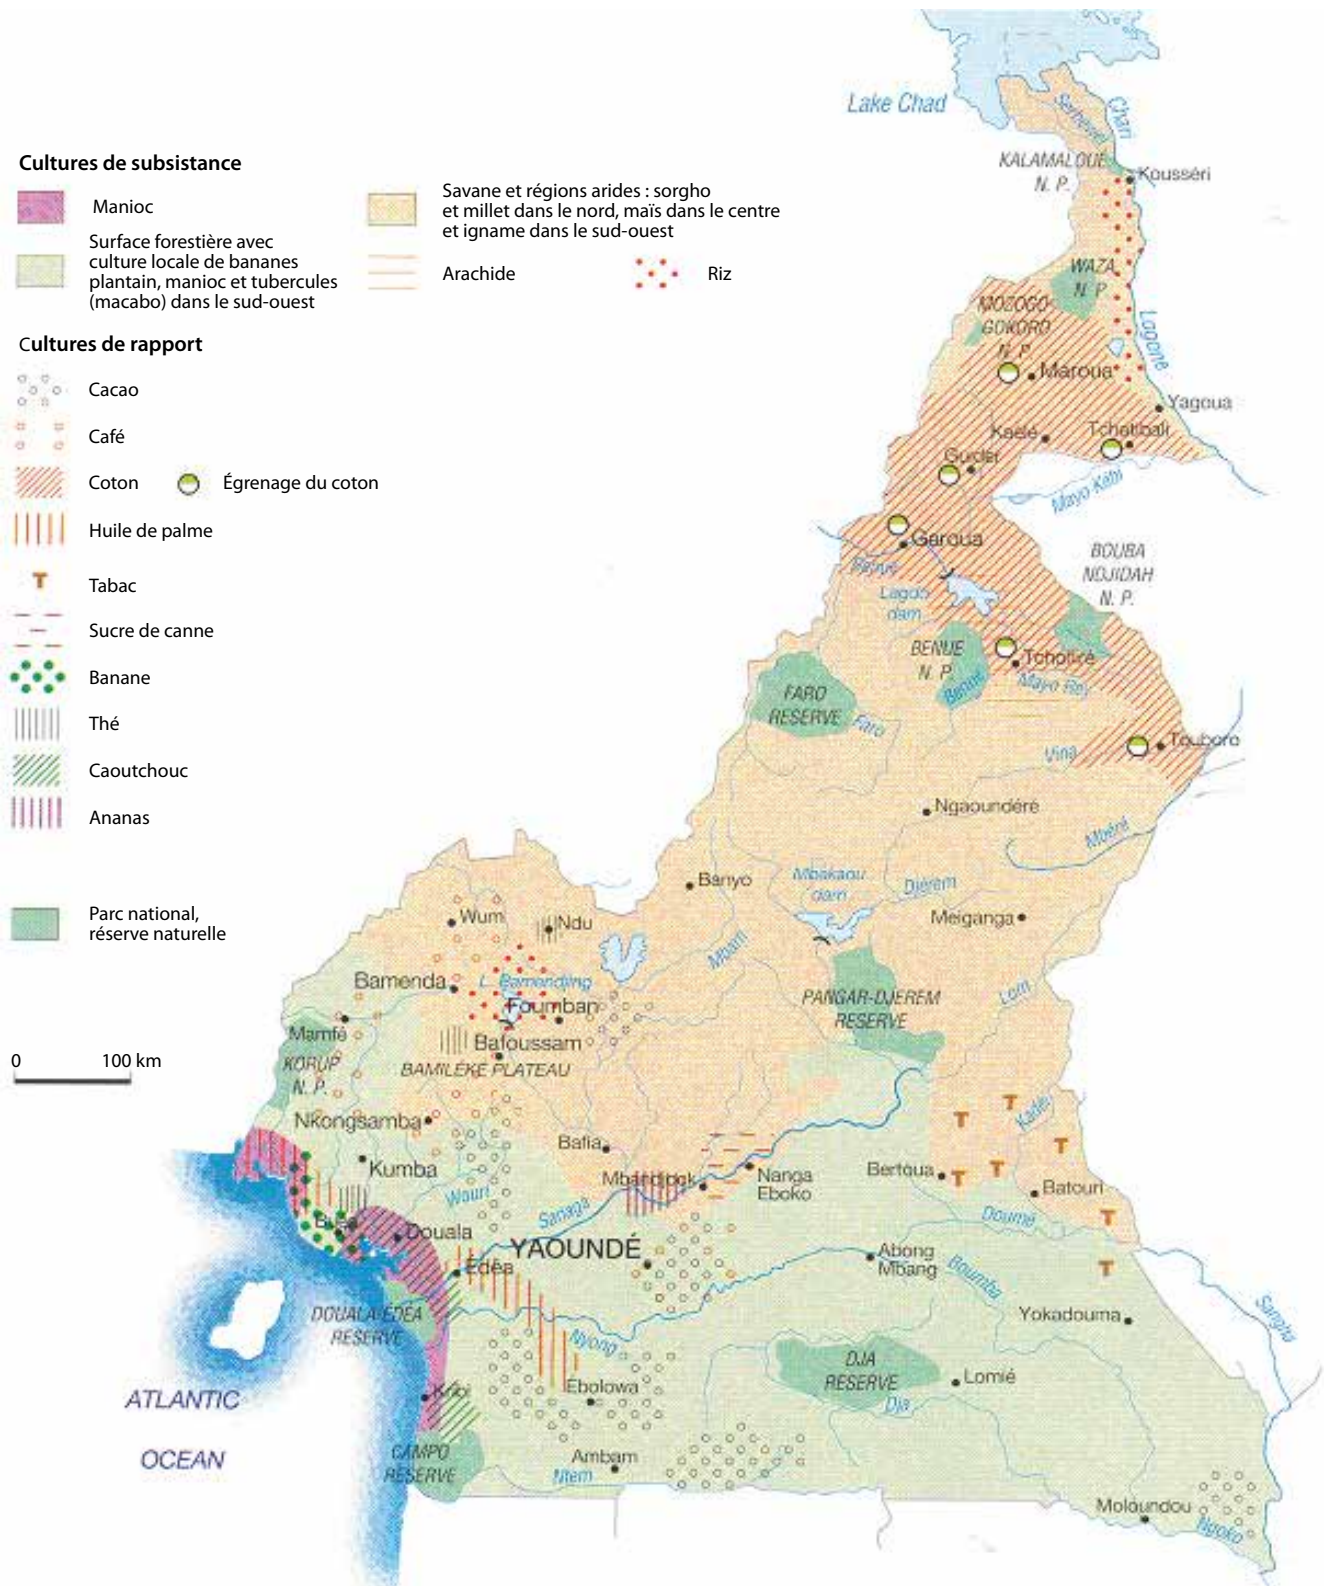 Lake Chad
Serbewel
Chari
KALAMALOUE
N. P.
Kousséri
Cultures de subsistance
Manioc
Surface forestière avec
culture locale de bananes
plantain, manioc et tubercules
(macabo) dans le sud-ouest
Savane et régions arides : sorgho
et millet dans le nord, maïs dans le centre
et igname dans le sud-ouest
Arachide
Riz
Cultures de rapport
Cacao
Café
Coton
Égrenage du coton
Huile de palme
Tabac
Sucre de canne
Banane
Thé
Caoutchouc
Ananas
Parc national,
réserve naturelle
0
100 km
WAZA
N. P.
MOZOGO
GOKORO
N. P.
Logone
Maroua
Yagoua
Kaélé
Tchatibali
Guider
Mayo Kébi
Garoua
Bénoué
Lagdo
dam
BOUBA
NDJIDAH
N. P.
BENUE
N. P.
Bénoué
Tcholliré
Mayo Rey
FARO
RESERVE
Faro
Vina
Touboro
Ngaoundéré
Mbéré
Banyo
Mbakaou
dam
Djérem
Meiganga
Wum
Ndu
Mbam
Bamenda
L. Bamendjing
Foumban
PANGAR-DJEREM
RESERVE
Lom
Mamfé
Bafoussam
KORUP
N. P.
BAMILÉKÉ PLATEAU
Nkongsamba
Kadéi
Bafia
Kumba
Mbandjock
Nanga
Eboko
Bertoua
Batouri
Wouri
Sanaga
Doumé
Buéa
Douala
YAOUNDÉ
Edéa
Abong
Mbang
Boumba
Sangha
DOUALA-EDÉA
RESERVE
Nyong
Yokadouma
DJA
RESERVE
Lomié
Kribi
Ebolowa
Dja
ATLANTIC
OCEAN
CAMPO
RESERVE
Ambam
Ntem
Moloundou
Ngoko